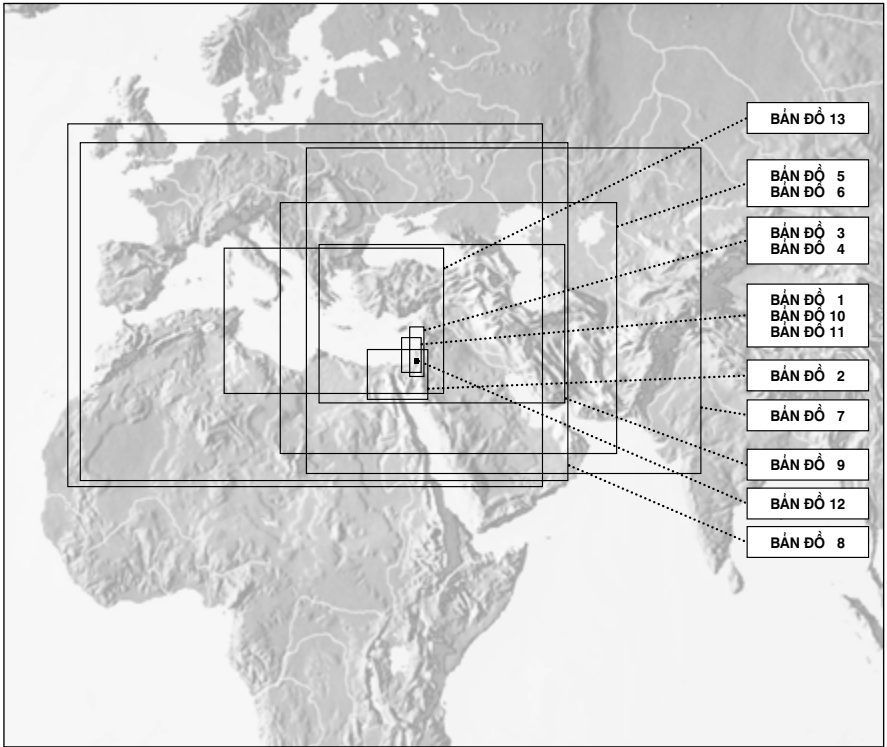 BẢN ĐỒ 13
BẢN ĐỒ 5
BẢN ĐỒ 6
BẢN ĐỒ 3
BẢN ĐỒ 4
BẢN ĐỒ 1
BẢN ĐỒ 10
BẢN ĐỒ 11
BẢN ĐỒ 2
BẢN ĐỒ 7
BẢN ĐỒ 9
BẢN ĐỒ 12
BẢN ĐỒ 8